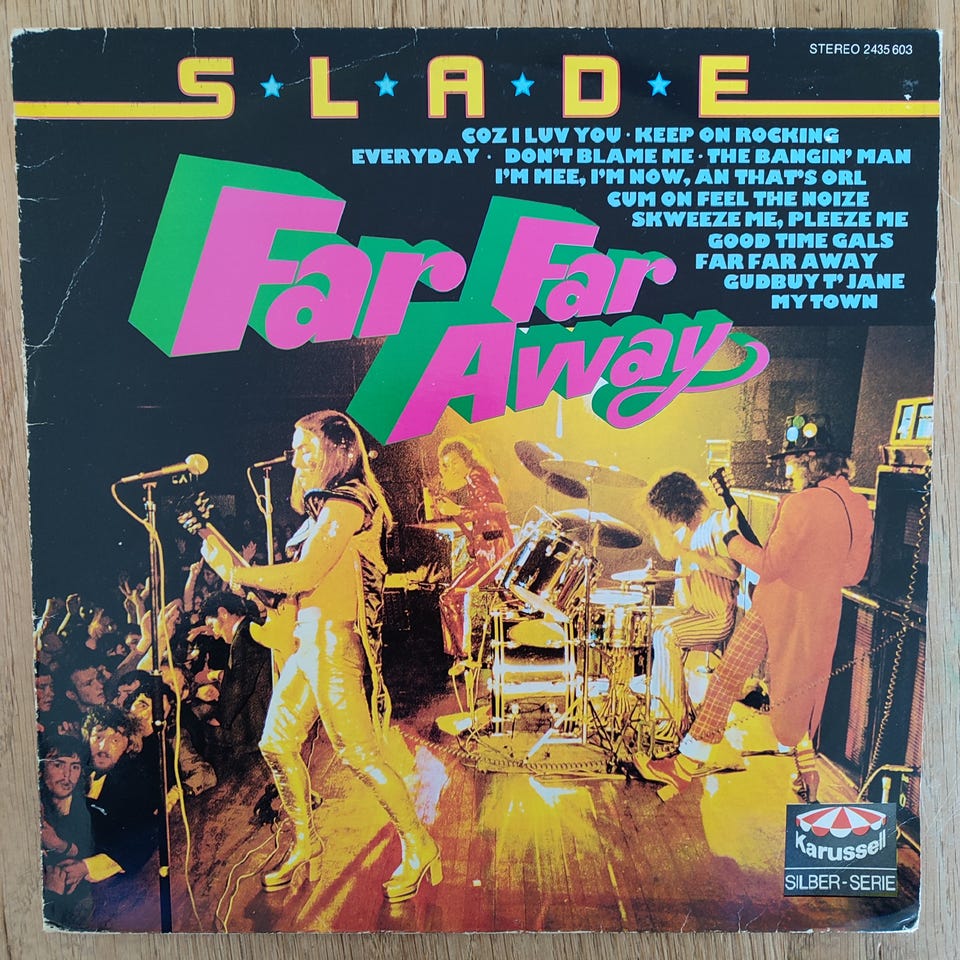 STEREO 2435 603
S★L★A★D★E
COZ I LUV YOU · KEEP ON ROCKING
EVERYDAY · DON'T BLAME ME · THE BANGIN' MAN
I'M MEE, I'M NOW, AN THAT'S ORL
CUM ON FEEL THE NOIZE
SKWEEZE ME, PLEEZE ME
GOOD TIME GALS
FAR FAR AWAY
GUDBUY T' JANE
MY TOWN
Far Far
Away
Karussell
SILBER-SERIE